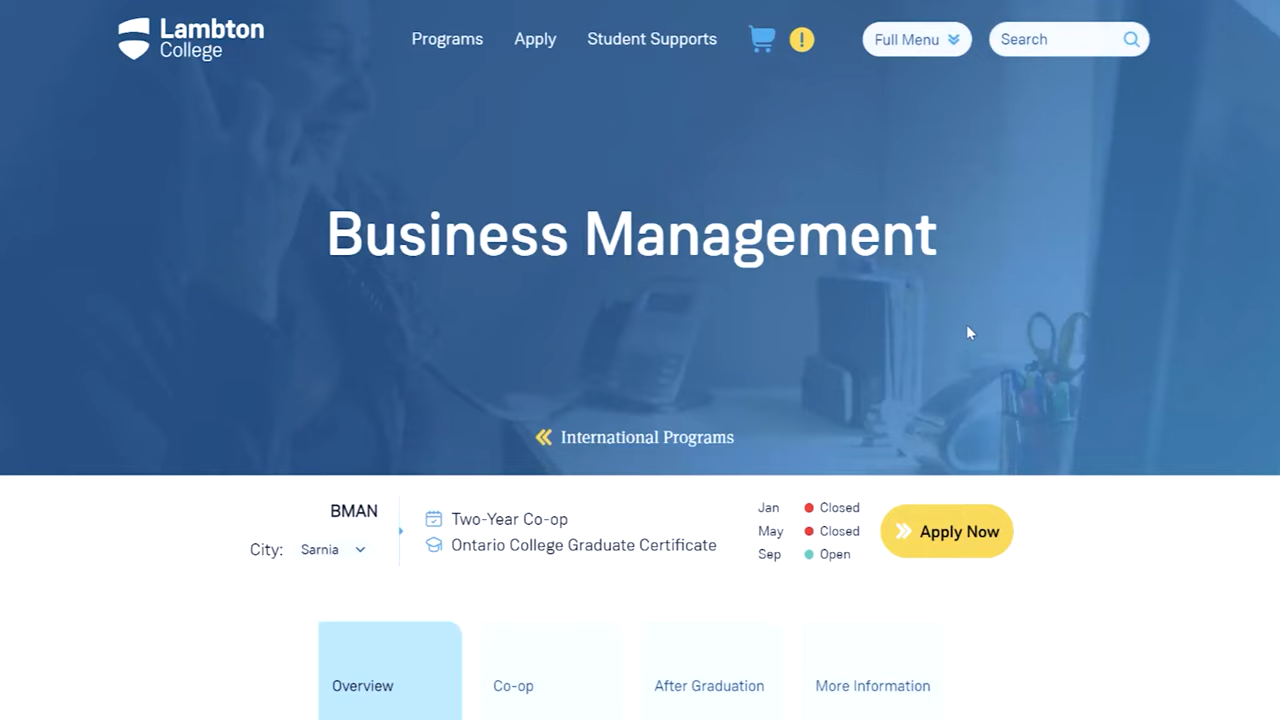 Lambton
College
Programs
Apply
Student Supports
!
Full Menu
Search
Business Management
International Programs
BMAN
City: Sarnia
Two-Year Co-op
Ontario College Graduate Certificate
Jan Closed
May Closed
Sep Open
Apply Now
Overview
Co-op
After Graduation
More Information